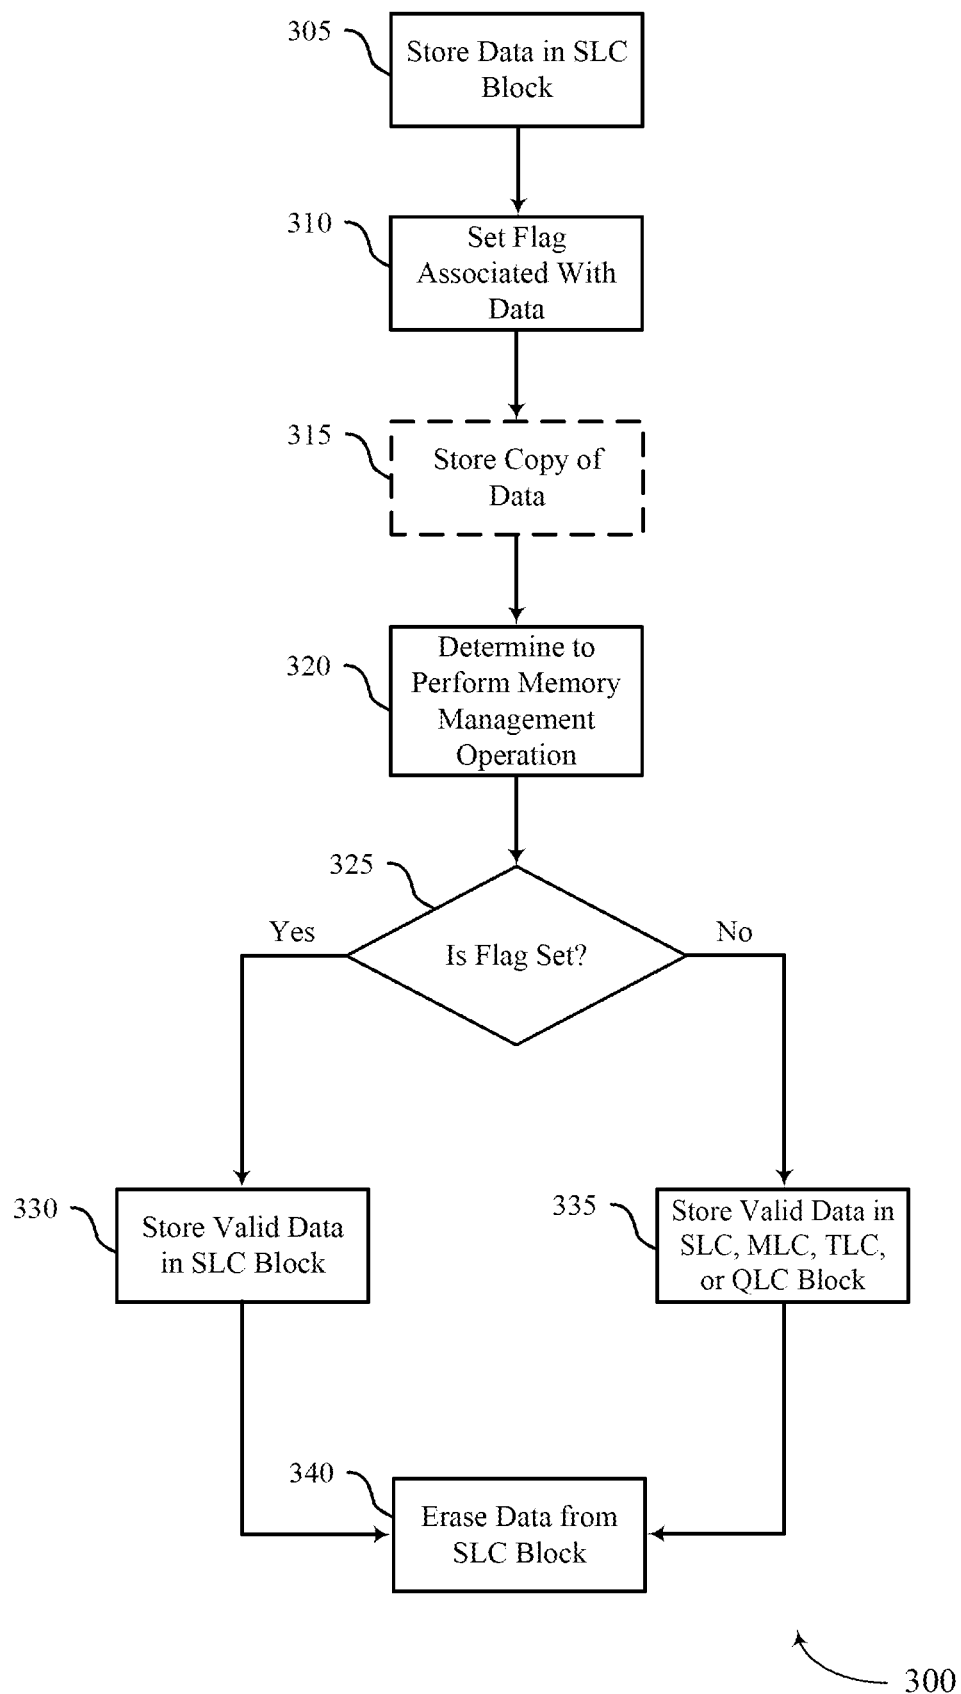 305
Store Data in SLC
Block
310
Set Flag
Associated With
Data
315
Store Copy of
Data
320
Determine to
Perform Memory
Management
Operation
325
Is Flag Set?
Yes
No
330
Store Valid Data
in SLC Block
335
Store Valid Data in
SLC, MLC, TLC,
or QLC Block
340
Erase Data from
SLC Block
300